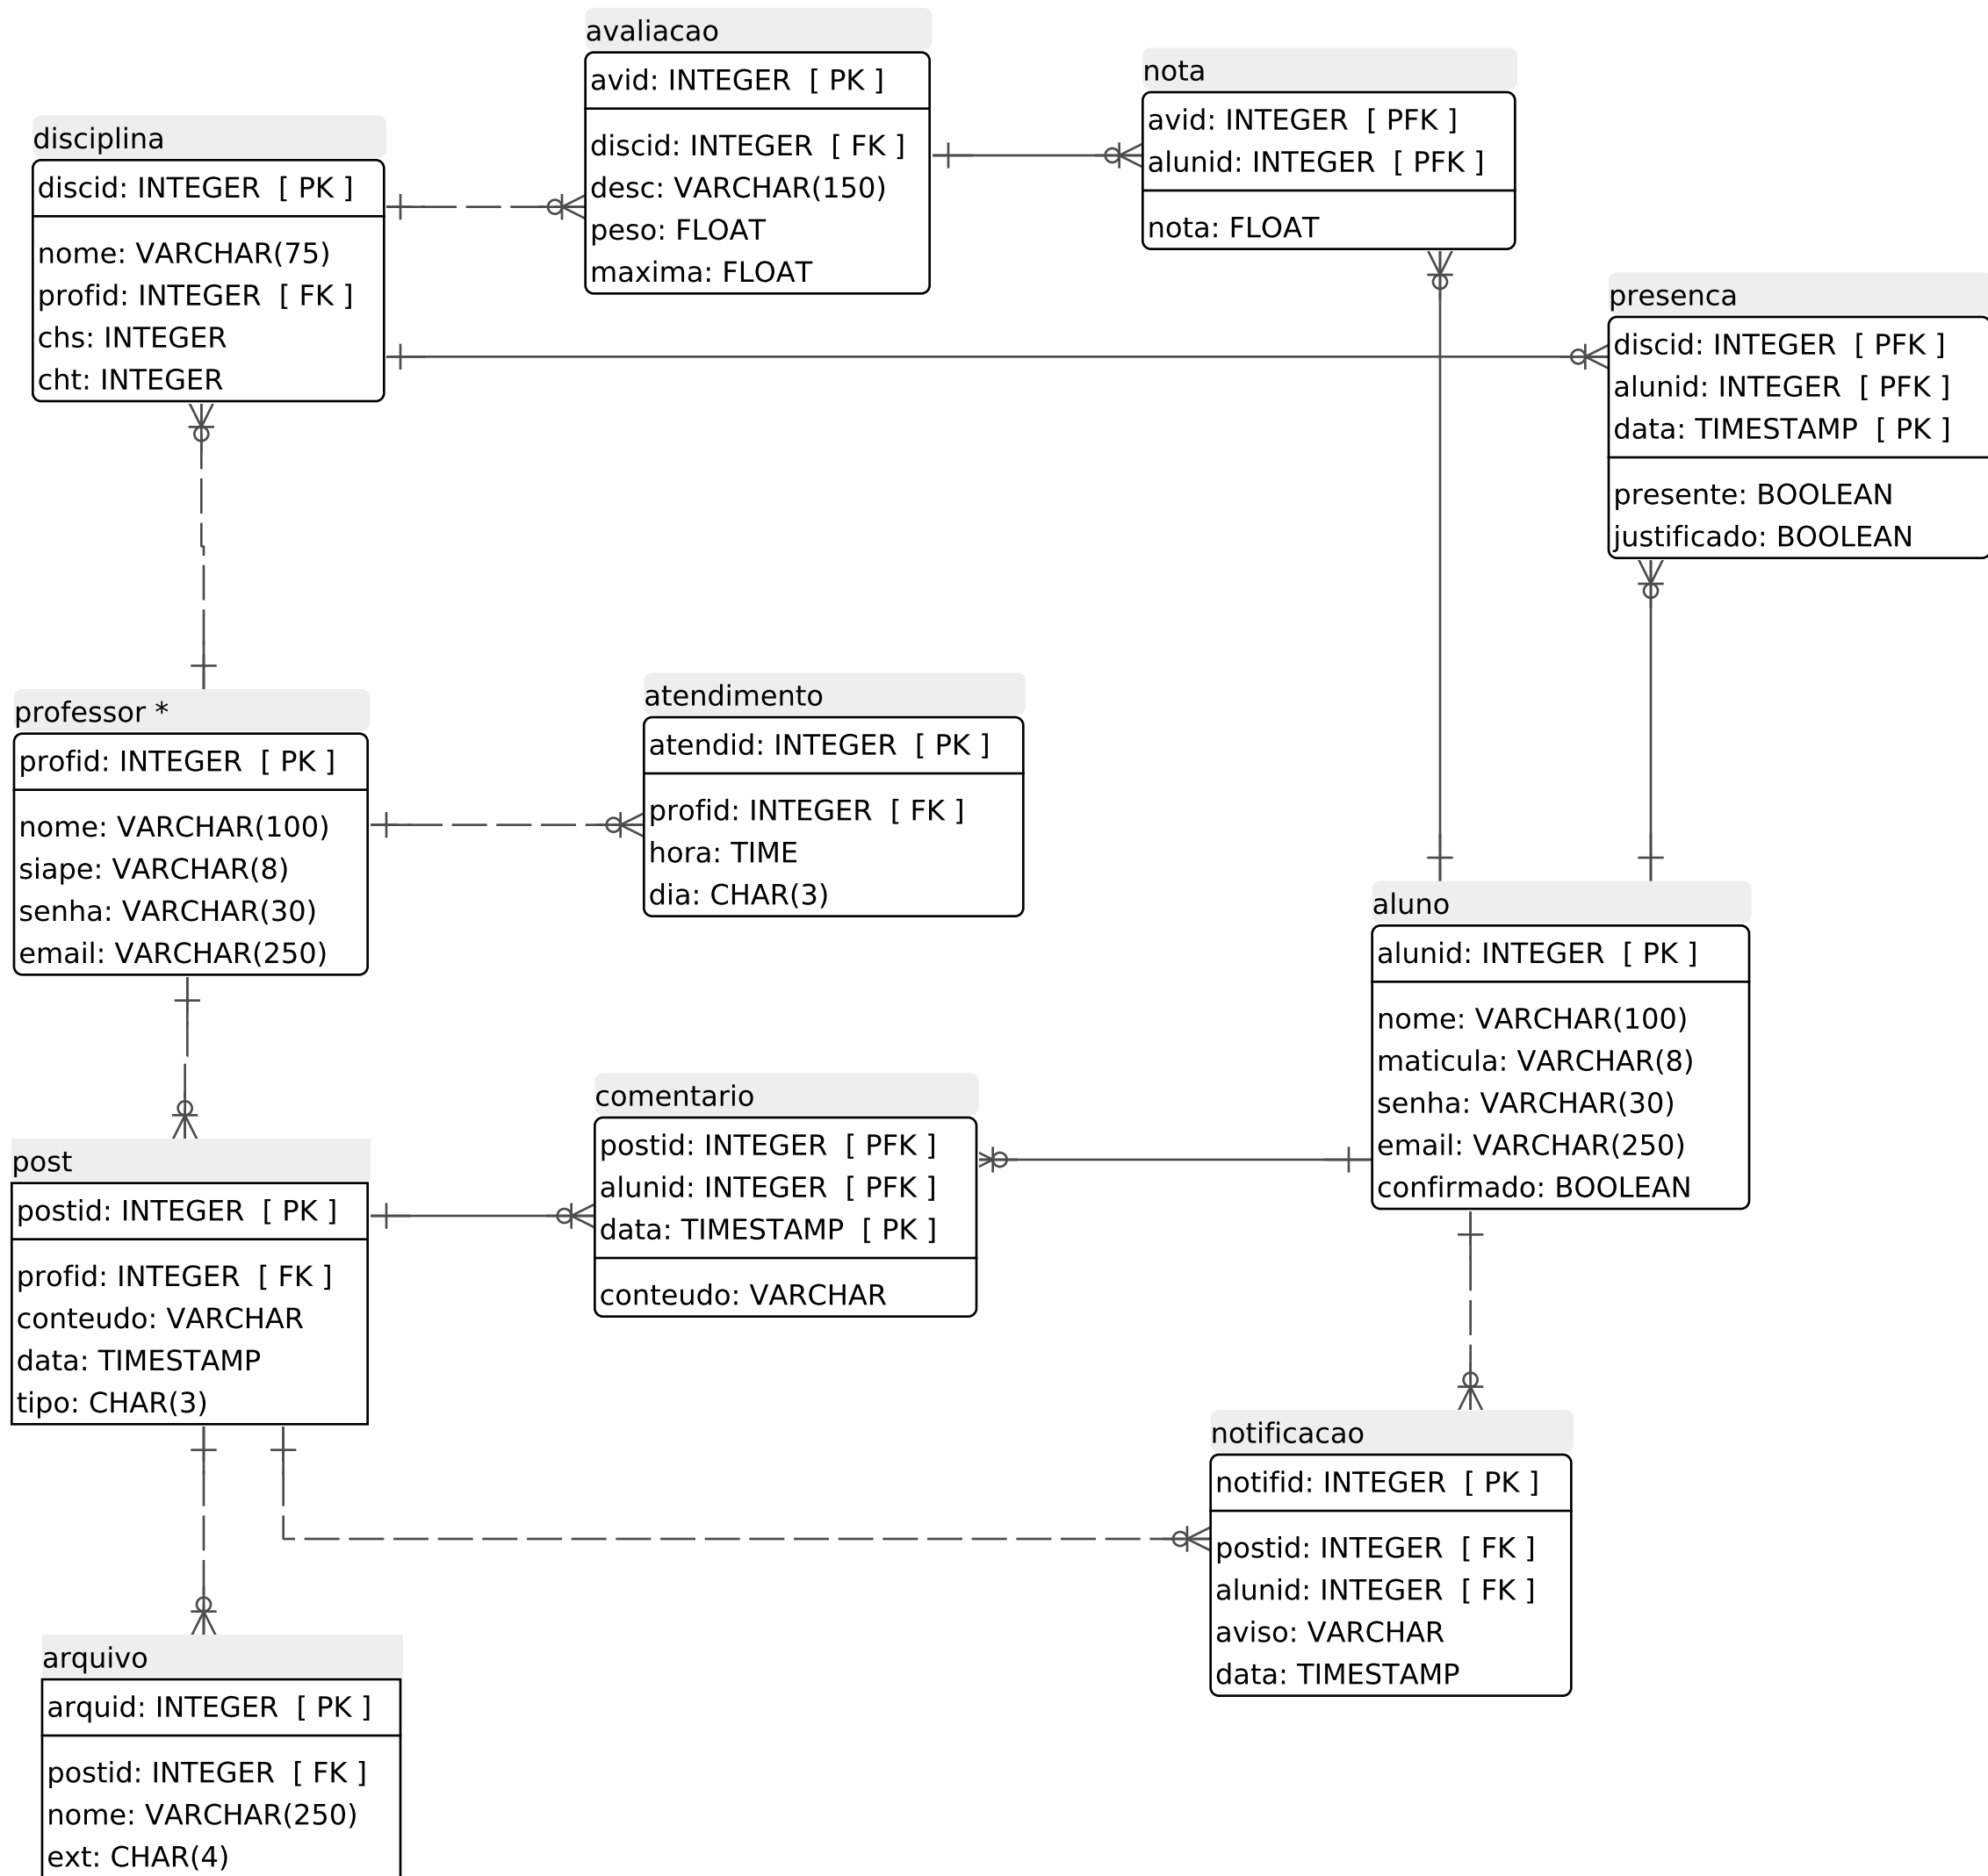 avaliacao
avid: INTEGER  [ PK ]
discid: INTEGER  [ FK ]
desc: VARCHAR(150)
peso: FLOAT
maxima: FLOAT
nota
avid: INTEGER  [ PFK ]
alunid: INTEGER  [ PFK ]
nota: FLOAT
disciplina
discid: INTEGER  [ PK ]
nome: VARCHAR(75)
profid: INTEGER  [ FK ]
chs: INTEGER
cht: INTEGER
presenca
discid: INTEGER  [ PFK ]
alunid: INTEGER  [ PFK ]
data: TIMESTAMP  [ PK ]
presente: BOOLEAN
justificado: BOOLEAN
professor *
profid: INTEGER  [ PK ]
nome: VARCHAR(100)
siape: VARCHAR(8)
senha: VARCHAR(30)
email: VARCHAR(250)
atendimento
atendid: INTEGER  [ PK ]
profid: INTEGER  [ FK ]
hora: TIME
dia: CHAR(3)
aluno
alunid: INTEGER  [ PK ]
nome: VARCHAR(100)
maticula: VARCHAR(8)
senha: VARCHAR(30)
email: VARCHAR(250)
confirmado: BOOLEAN
comentario
postid: INTEGER  [ PFK ]
alunid: INTEGER  [ PFK ]
data: TIMESTAMP  [ PK ]
conteudo: VARCHAR
post
postid: INTEGER  [ PK ]
profid: INTEGER  [ FK ]
conteudo: VARCHAR
data: TIMESTAMP
tipo: CHAR(3)
notificacao
notifid: INTEGER  [ PK ]
postid: INTEGER  [ FK ]
alunid: INTEGER  [ FK ]
aviso: VARCHAR
data: TIMESTAMP
arquivo
arquid: INTEGER  [ PK ]
postid: INTEGER  [ FK ]
nome: VARCHAR(250)
ext: CHAR(4)